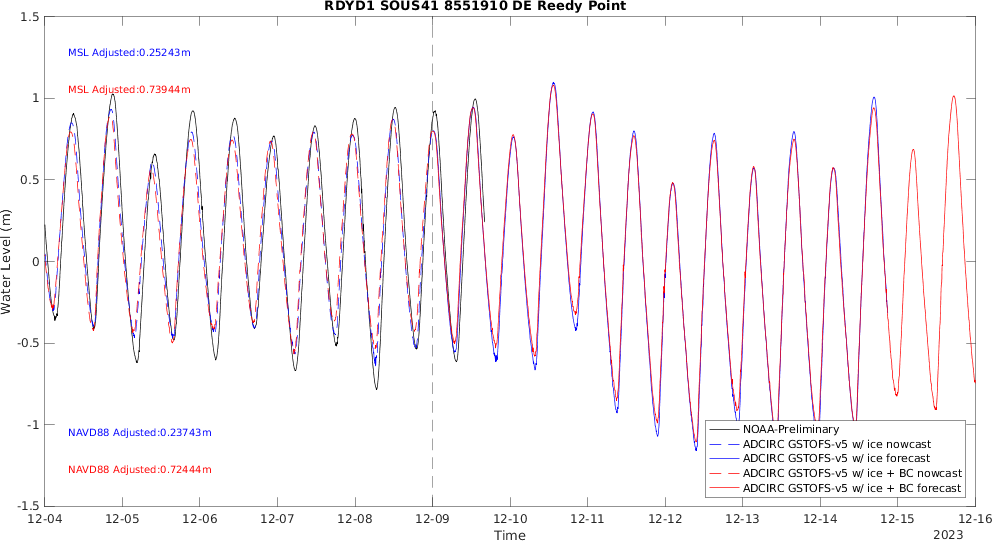 RDYD1 SOUS41 8551910 DE Reedy Point
1.5
1
0.5
0
-0.5
-1
-1.5
Water Level (m)
MSL Adjusted:0.25243m
MSL Adjusted:0.73944m
NAVD88 Adjusted:0.23743m
NAVD88 Adjusted:0.72444m
NOAA-Preliminary
ADCIRC GSTOFS-v5 w/ ice nowcast
ADCIRC GSTOFS-v5 w/ ice forecast
ADCIRC GSTOFS-v5 w/ ice + BC nowcast
ADCIRC GSTOFS-v5 w/ ice + BC forecast
12-04 12-05 12-06 12-07 12-08 12-09 12-10 12-11 12-12 12-13 12-14 12-15 12-16
Time
2023